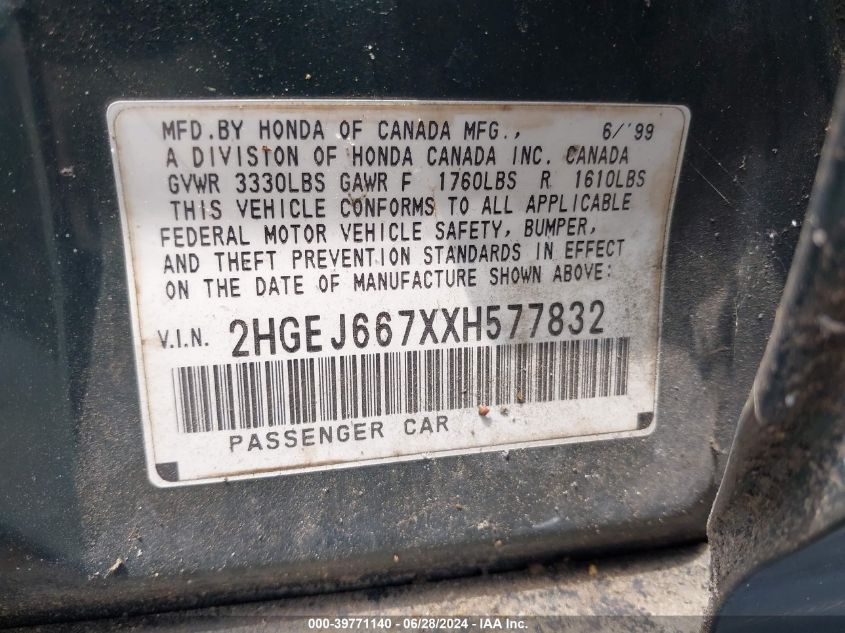 MFD.BY HONDA OF CANADA MFG., 6/'99
A DIVISTON OF HONDA CANADA INC. CANADA
GVWR 3330LBS GAWR F 1760LBS R 1610LBS
THIS VEHICLE CONFORMS TO ALL APPLICABLE
FEDERAL MOTOR VEHICLE SAFETY, BUMPER,
AND THEFT PREVENTION STANDARDS IN EFFECT
ON THE DATE OF MANUFACTURE SHOWN ABOVE:
V.I.N. 2HGEJ667XXH577832
PASSENGER CAR
000-39771140 - 06/28/2024 - IAA Inc.